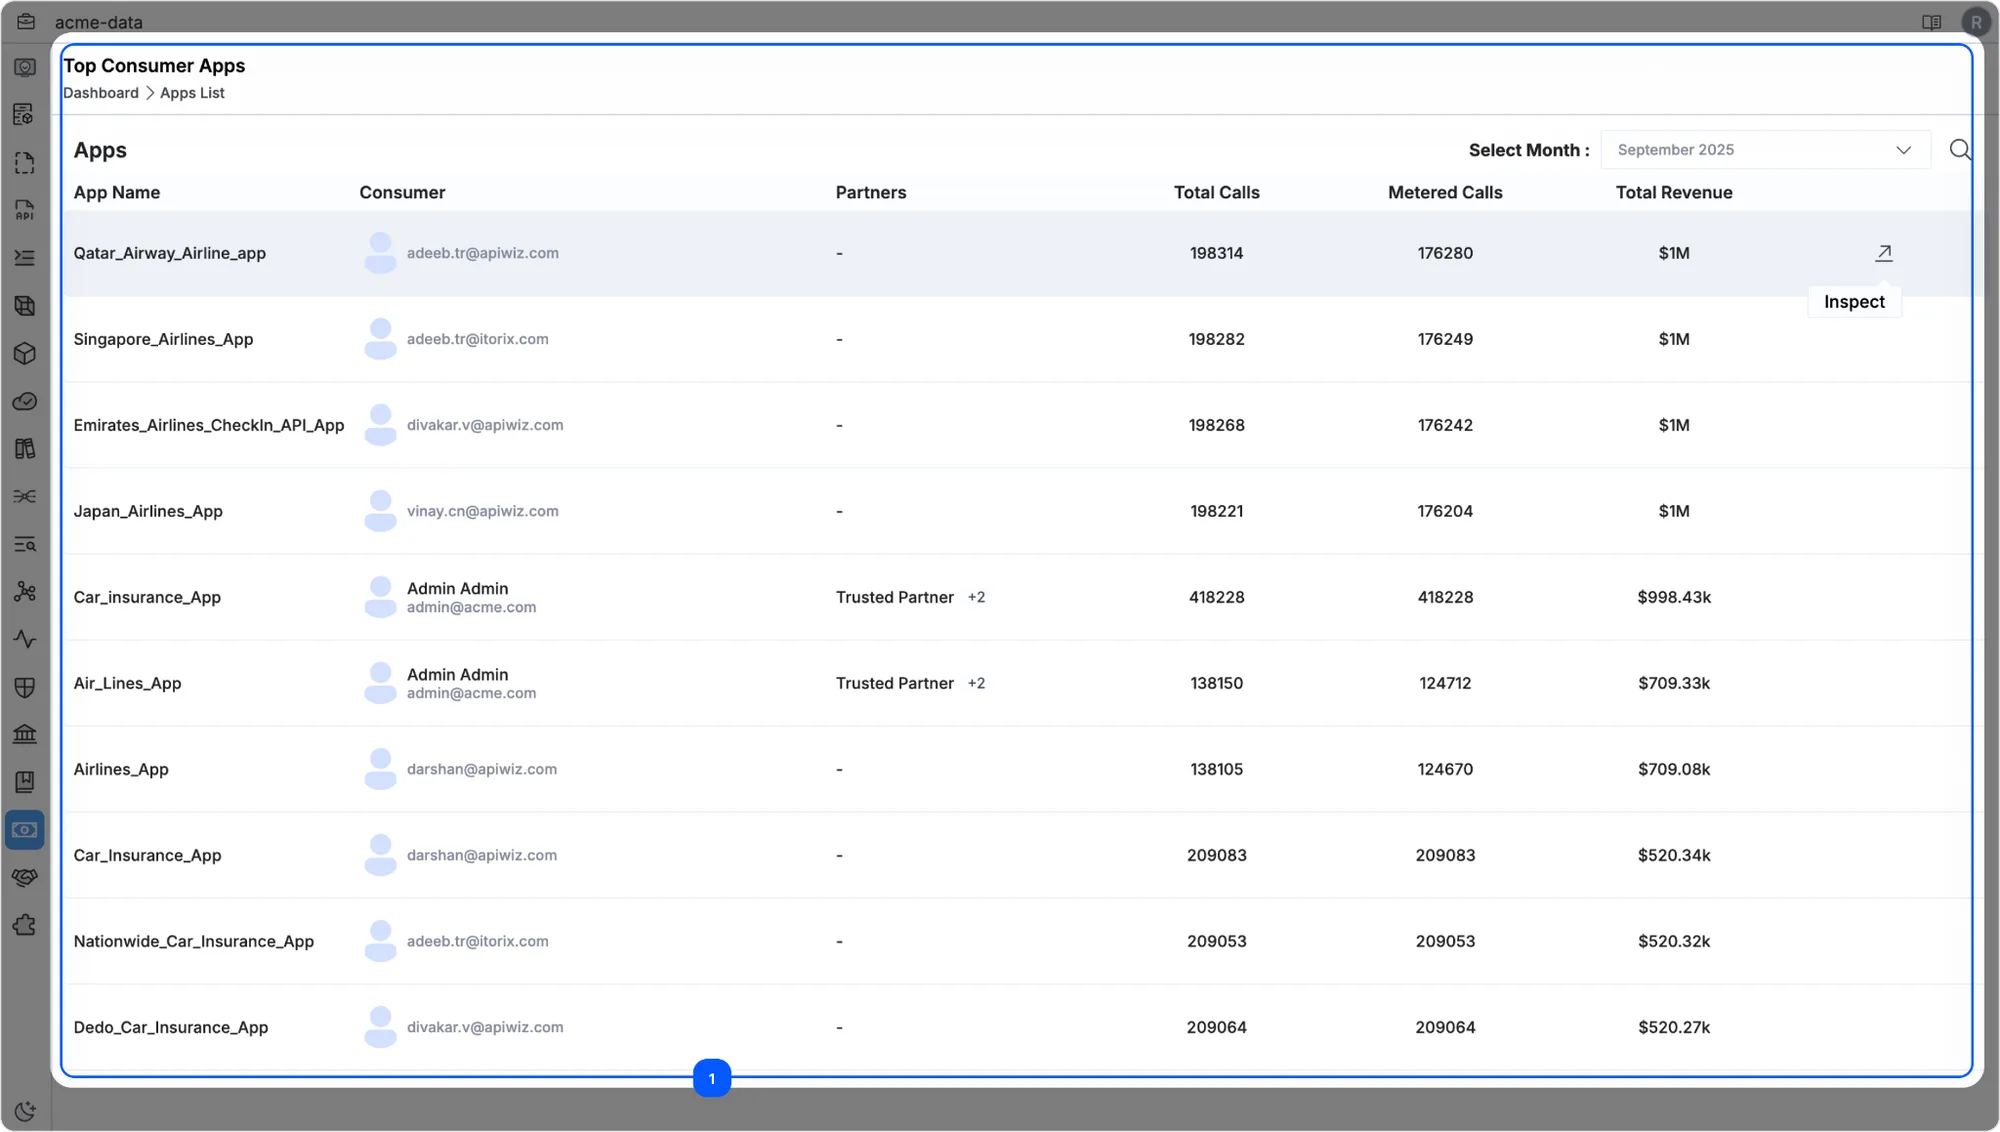 acme-data
R
Top Consumer Apps
Dashboard > Apps List
Apps
Select Month :
September 2025
App Name Consumer Partners Total Calls Metered Calls Total Revenue
Qatar_Airway_Airline_app adeeb.tr@apiwiz.com - 198314 176280 $1M
Inspect
Singapore_Airlines_App adeeb.tr@itorix.com - 198282 176249 $1M
Emirates_Airlines_CheckIn_API_App divakar.v@apiwiz.com - 198268 176242 $1M
Japan_Airlines_App vinay.cn@apiwiz.com - 198221 176204 $1M
Car_insurance_App Admin Admin
admin@acme.com Trusted Partner +2 418228 418228 $998.43k
Air_Lines_App Admin Admin
admin@acme.com Trusted Partner +2 138150 124712 $709.33k
Airlines_App darshan@apiwiz.com - 138105 124670 $709.08k
Car_Insurance_App darshan@apiwiz.com - 209083 209083 $520.34k
Nationwide_Car_Insurance_App adeeb.tr@itorix.com - 209053 209053 $520.32k
Dedo_Car_Insurance_App divakar.v@apiwiz.com - 209064 209064 $520.27k
1
API